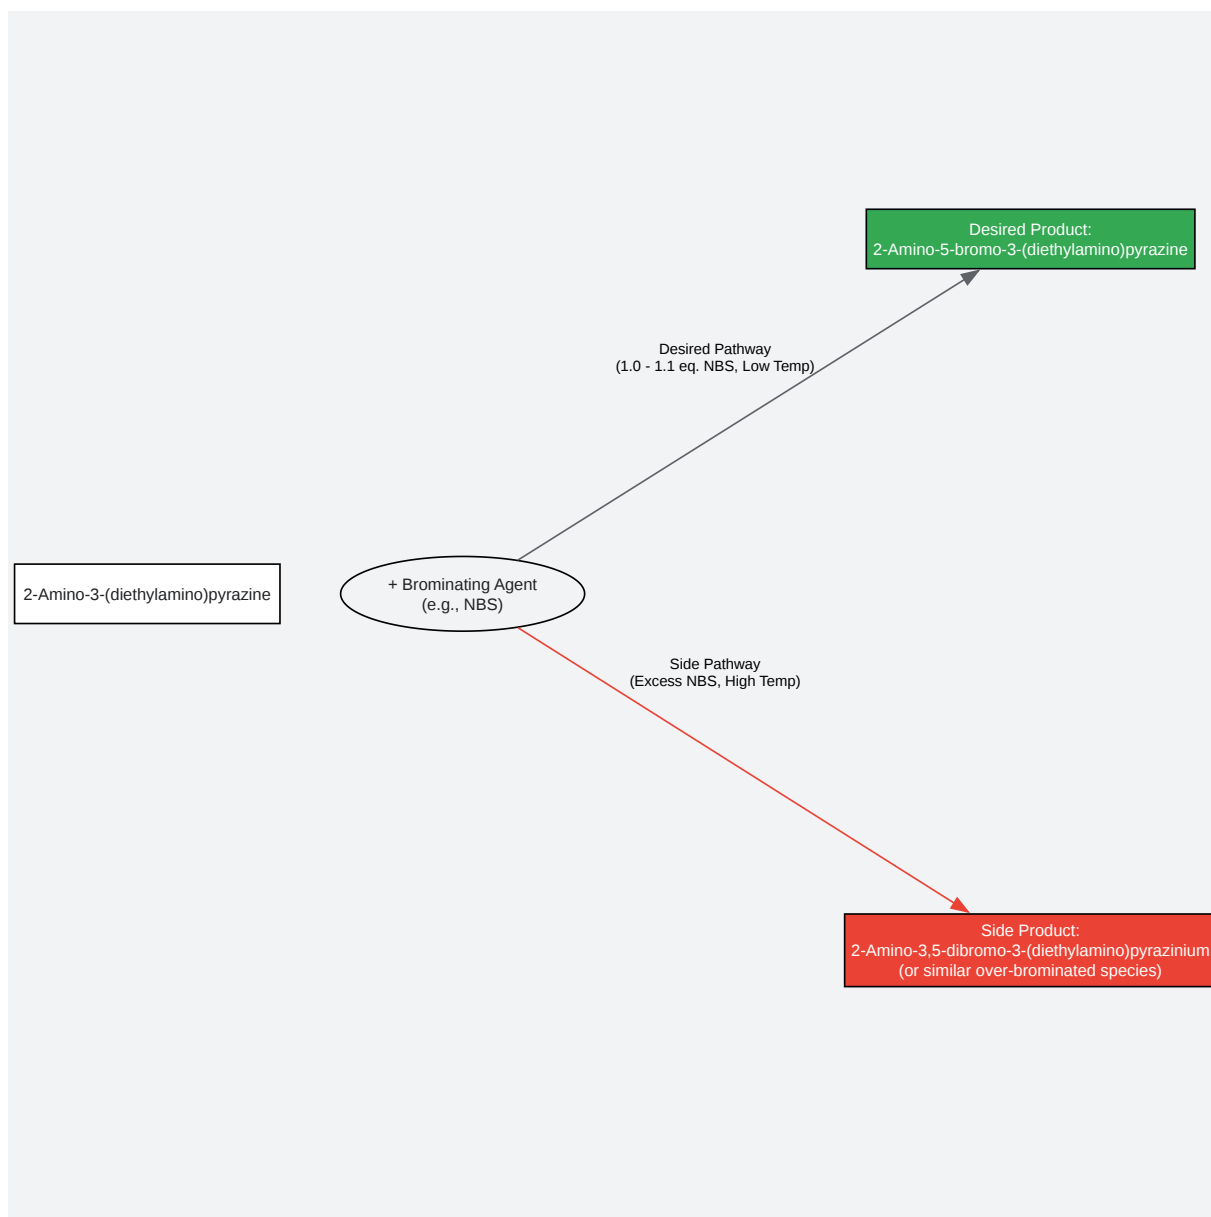 Desired Product:
2-Amino-5-bromo-3-(diethylamino)pyrazine
Desired Pathway
(1.0 - 1.1 eq. NBS, Low Temp)
2-Amino-3-(diethylamino)pyrazine
+ Brominating Agent
(e.g., NBS)
Side Pathway
(Excess NBS, High Temp)
Side Product:
2-Amino-3,5-dibromo-3-(diethylamino)pyrazinium
(or similar over-brominated species)